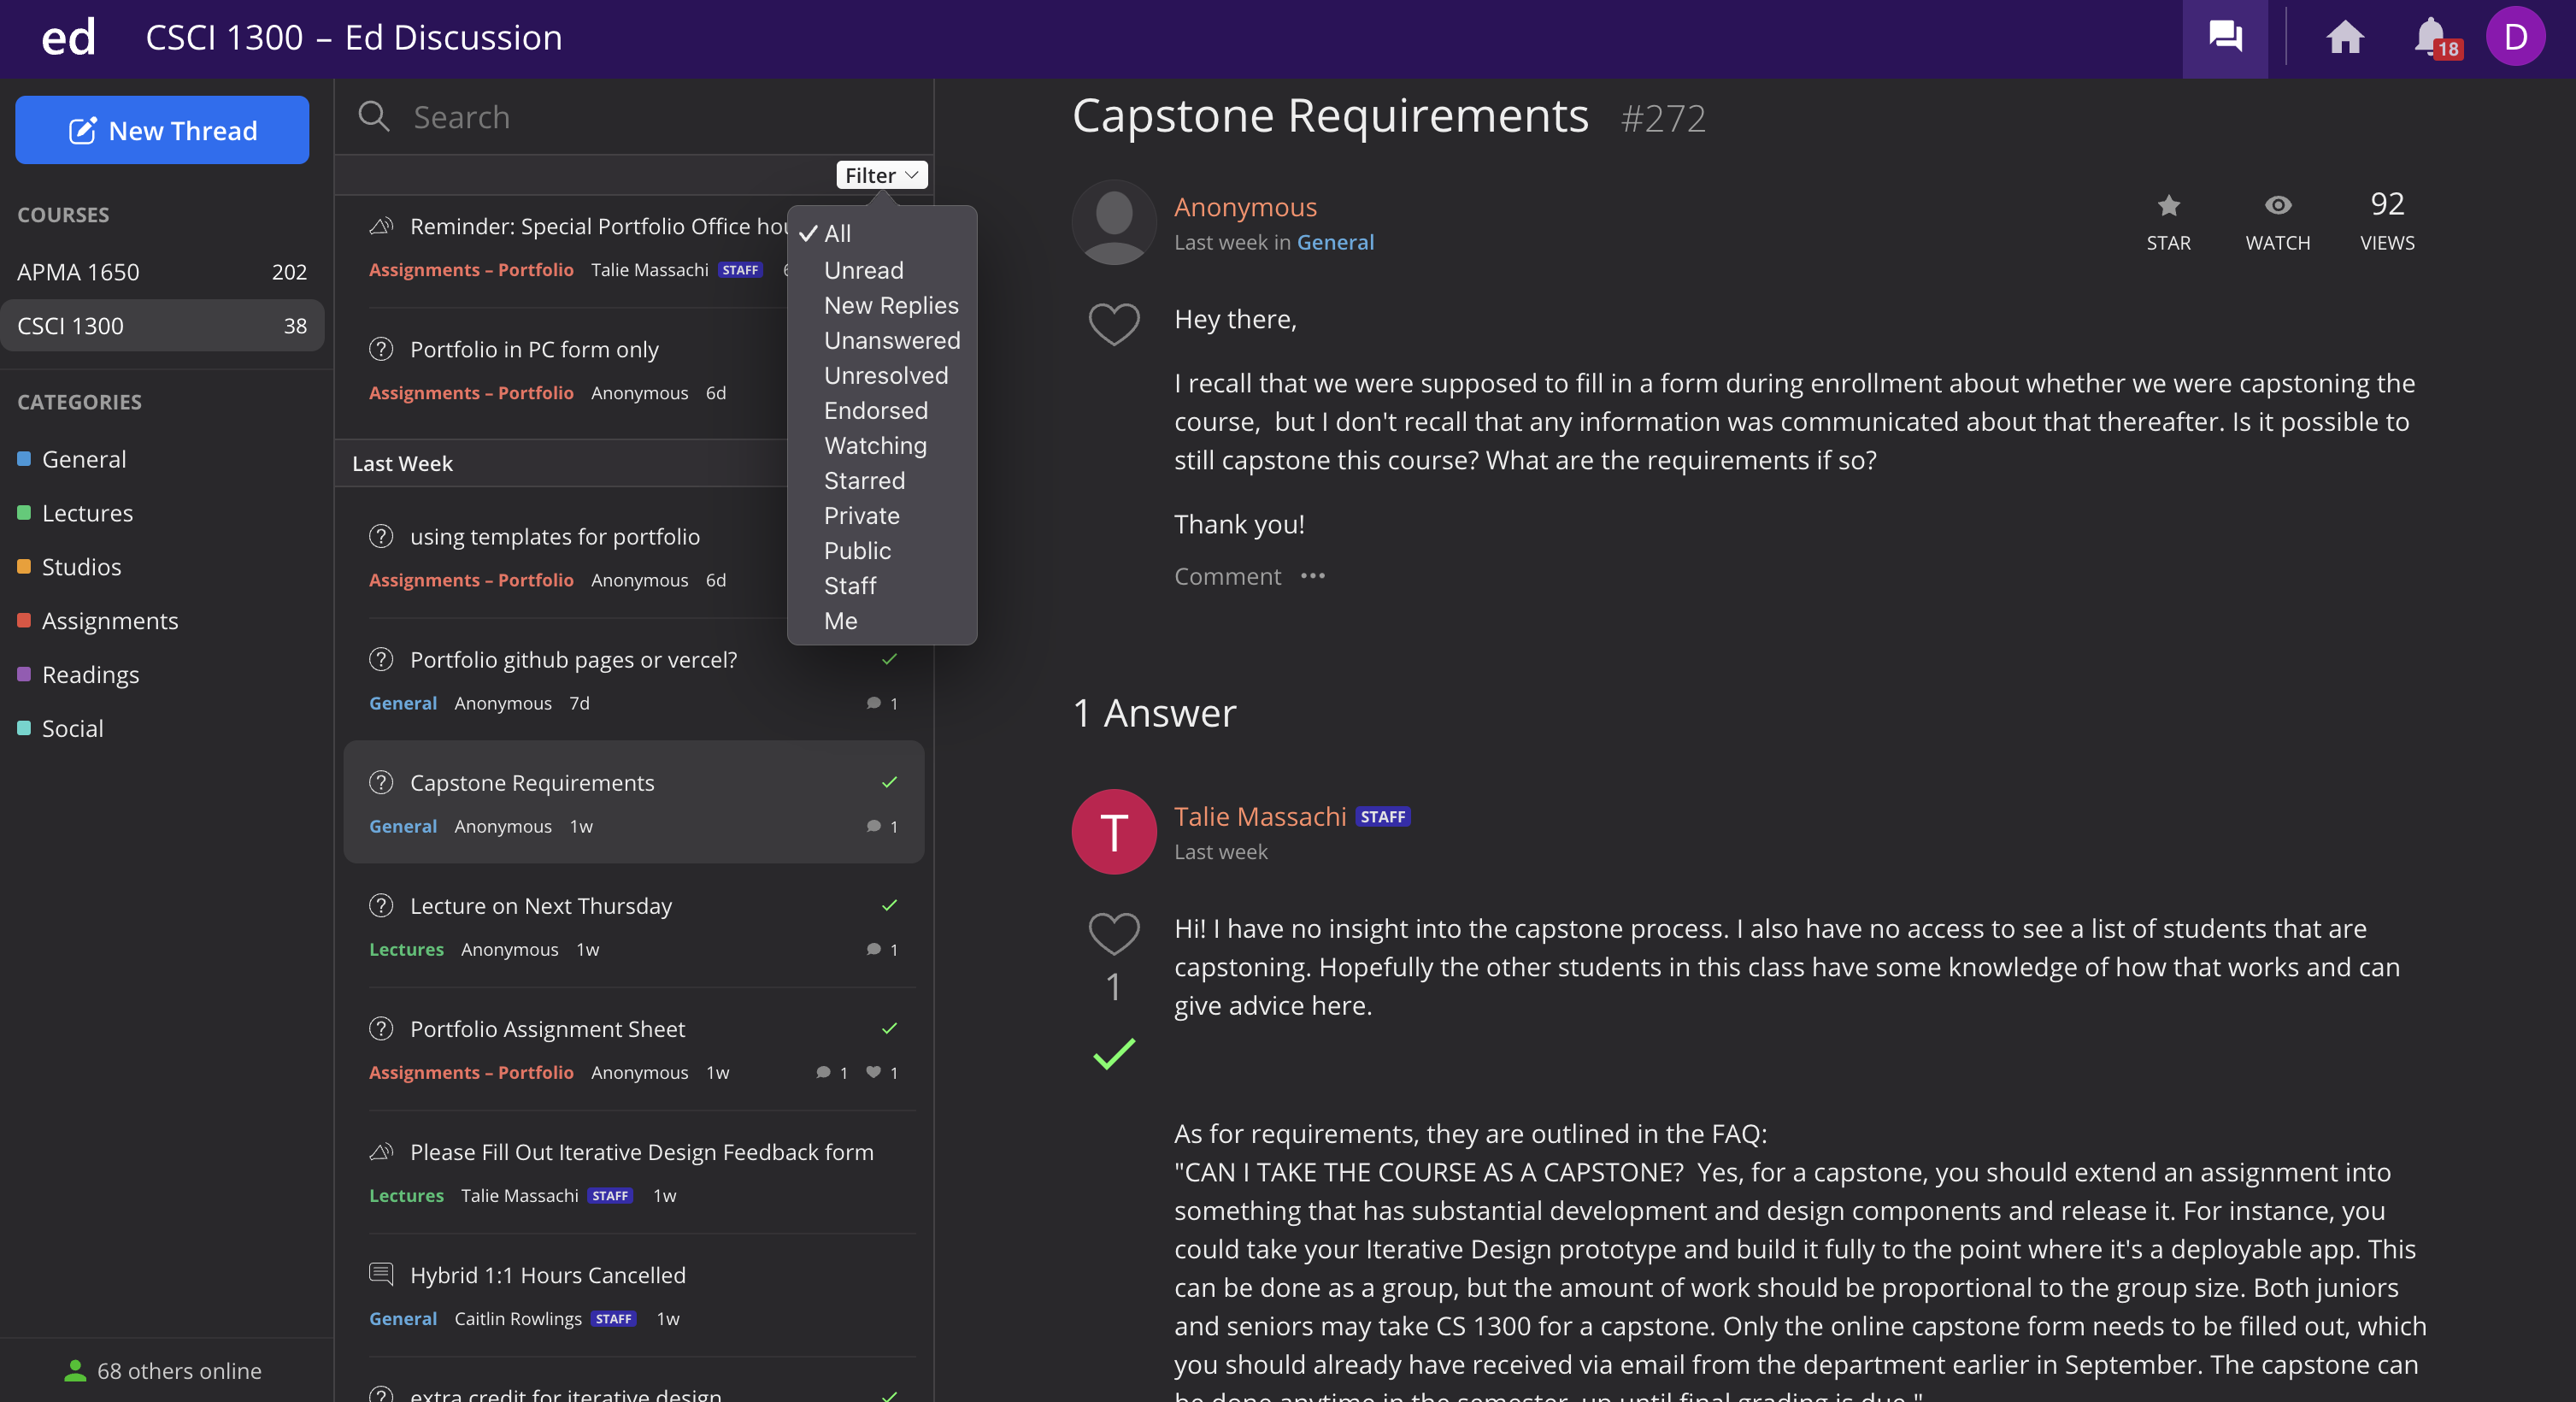 ed
CSCI 1300 – Ed Discussion
18
D
New Thread
COURSES
APMA 1650 202
CSCI 1300 38
CATEGORIES
General
Lectures
Studios
Assignments
Readings
Social
68 others online
Search
Filter
All
Unread
New Replies
Unanswered
Unresolved
Endorsed
Watching
Starred
Private
Public
Staff
Me
Reminder: Special Portfolio Office
Assignments – Portfolio Talie Massachi STAFF
Portfolio in PC form only
Assignments – Portfolio Anonymous 6d
Last Week
using templates for portfolio
Assignments – Portfolio Anonymous 6d
Portfolio github pages or vercel?
General Anonymous 7d 1
Capstone Requirements
General Anonymous 1w 1
Lecture on Next Thursday
Lectures Anonymous 1w 1
Portfolio Assignment Sheet
Assignments – Portfolio Anonymous 1w 1 1
Please Fill Out Iterative Design Feedback form
Lectures Talie Massachi STAFF 1w
Hybrid 1:1 Hours Cancelled
General Caitlin Rowlings STAFF 1w
extra credit for iterative design
Capstone Requirements #272
Anonymous
Last week in General
STAR
WATCH
92
VIEWS
Hey there,
I recall that we were supposed to fill in a form during enrollment about whether we were capstoning the
course, but I don't recall that any information was communicated about that thereafter. Is it possible to
still capstone this course? What are the requirements if so?
Thank you!
Comment •••
1 Answer
T
Talie Massachi STAFF
Last week
1
Hi! I have no insight into the capstone process. I also have no access to see a list of students that are
capstoning. Hopefully the other students in this class have some knowledge of how that works and can
give advice here.
As for requirements, they are outlined in the FAQ:
"CAN I TAKE THE COURSE AS A CAPSTONE? Yes, for a capstone, you should extend an assignment into
something that has substantial development and design components and release it. For instance, you
could take your Iterative Design prototype and build it fully to the point where it's a deployable app. This
can be done as a group, but the amount of work should be proportional to the group size. Both juniors
and seniors may take CS 1300 for a capstone. Only the online capstone form needs to be filled out, which
you should already have received via email from the department earlier in September. The capstone can
be done anytime in the semester, up until final grading is due."